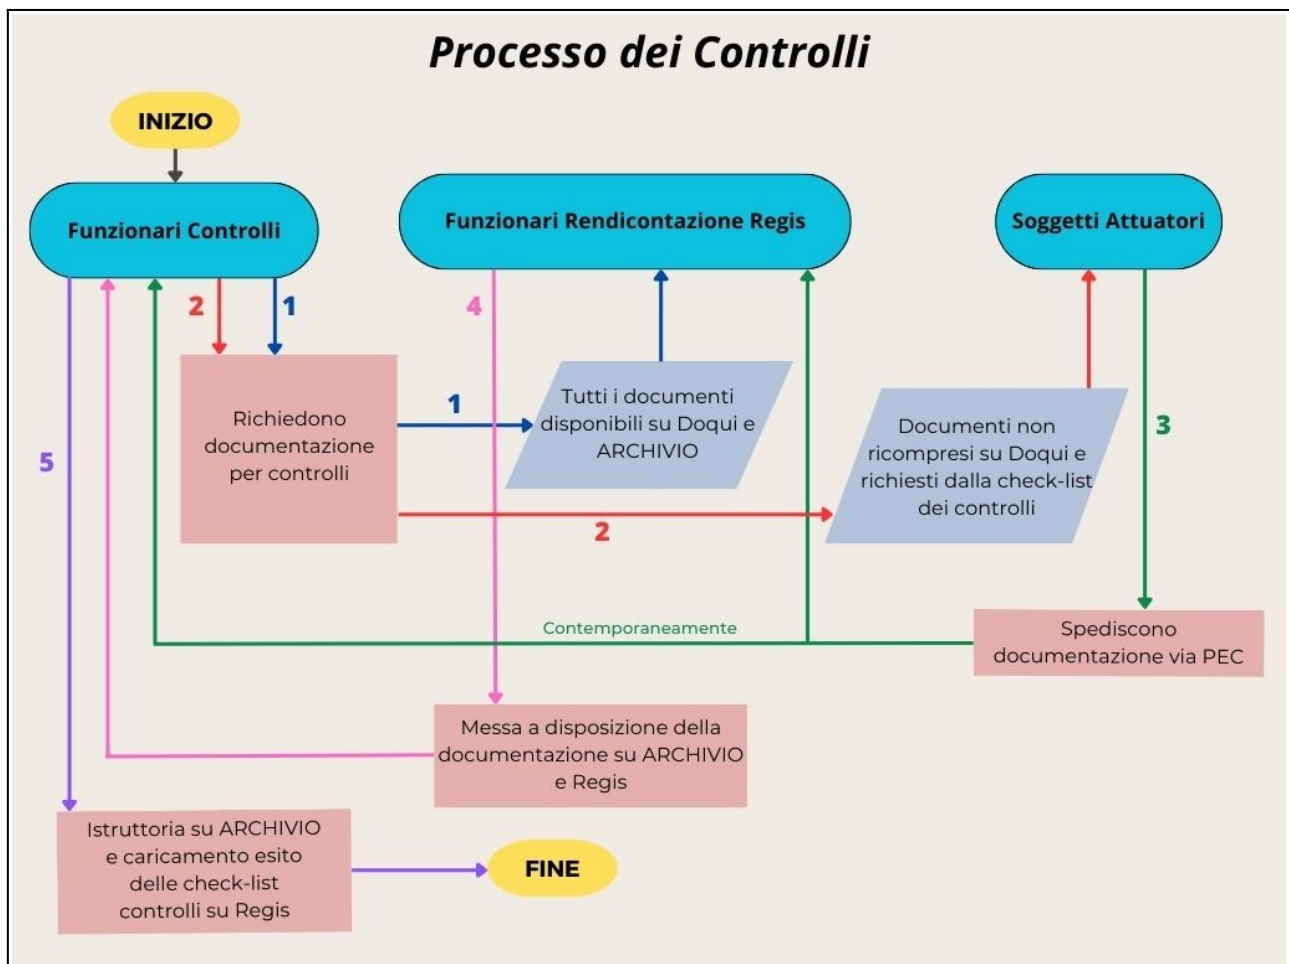 Processo dei Controlli
INIZIO
Funzionari Controlli
Funzionari Rendicontazione Regis
Soggetti Attuatori
2
1
4
Richiedono
documentazione
per controlli
1
Tutti i documenti
disponibili su Doqui e
ARCHIVIO
Documenti non
ricompresi su Doqui e
richiesti dalla check-list
dei controlli
3
5
2
Contemporaneamente
Spediscono
documentazione via PEC
Messa a disposizione della
documentazione su ARCHIVIO
e Regis
Istruttoria su ARCHIVIO
e caricamento esito
delle check-list
controlli su Regis
FINE